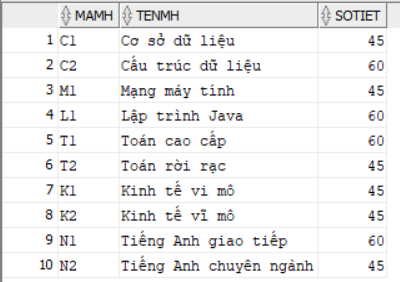 MAMH TENMH SOTIET
1 C1 Cơ sở dữ liệu 45
2 C2 Cấu trúc dữ liệu 60
3 M1 Mạng máy tính 45
4 L1 Lập trình Java 60
5 T1 Toán cao cấp 60
6 T2 Toán rời rạc 45
7 K1 Kinh tế vi mô 45
8 K2 Kinh tế vĩ mô 45
9 N1 Tiếng Anh giao tiếp 60
10 N2 Tiếng Anh chuyên ngành 45